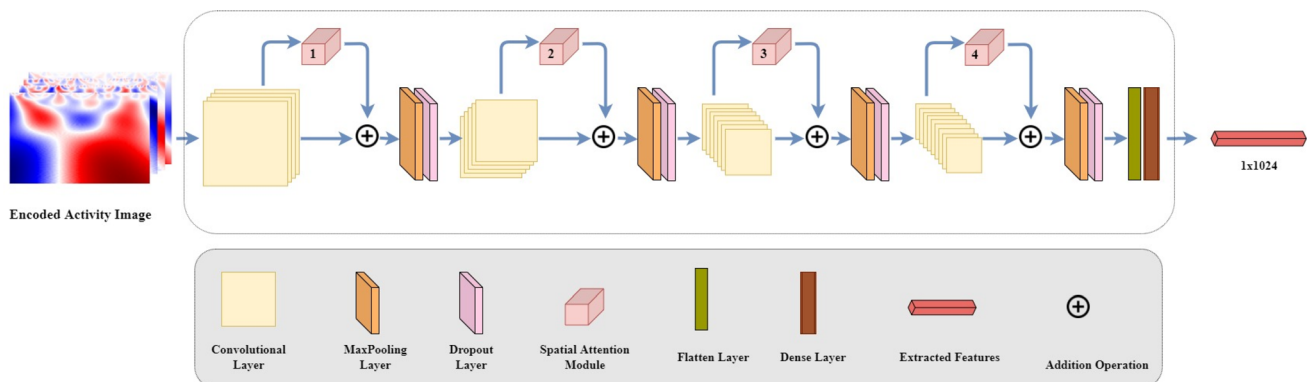 1
2
3
4
Encoded Activity Image
1x1024
Convolutional
Layer
MaxPooling
Layer
Dropout
Layer
Spatial Attention
Module
Flatten Layer
Dense Layer
Extracted Features
Addition Operation